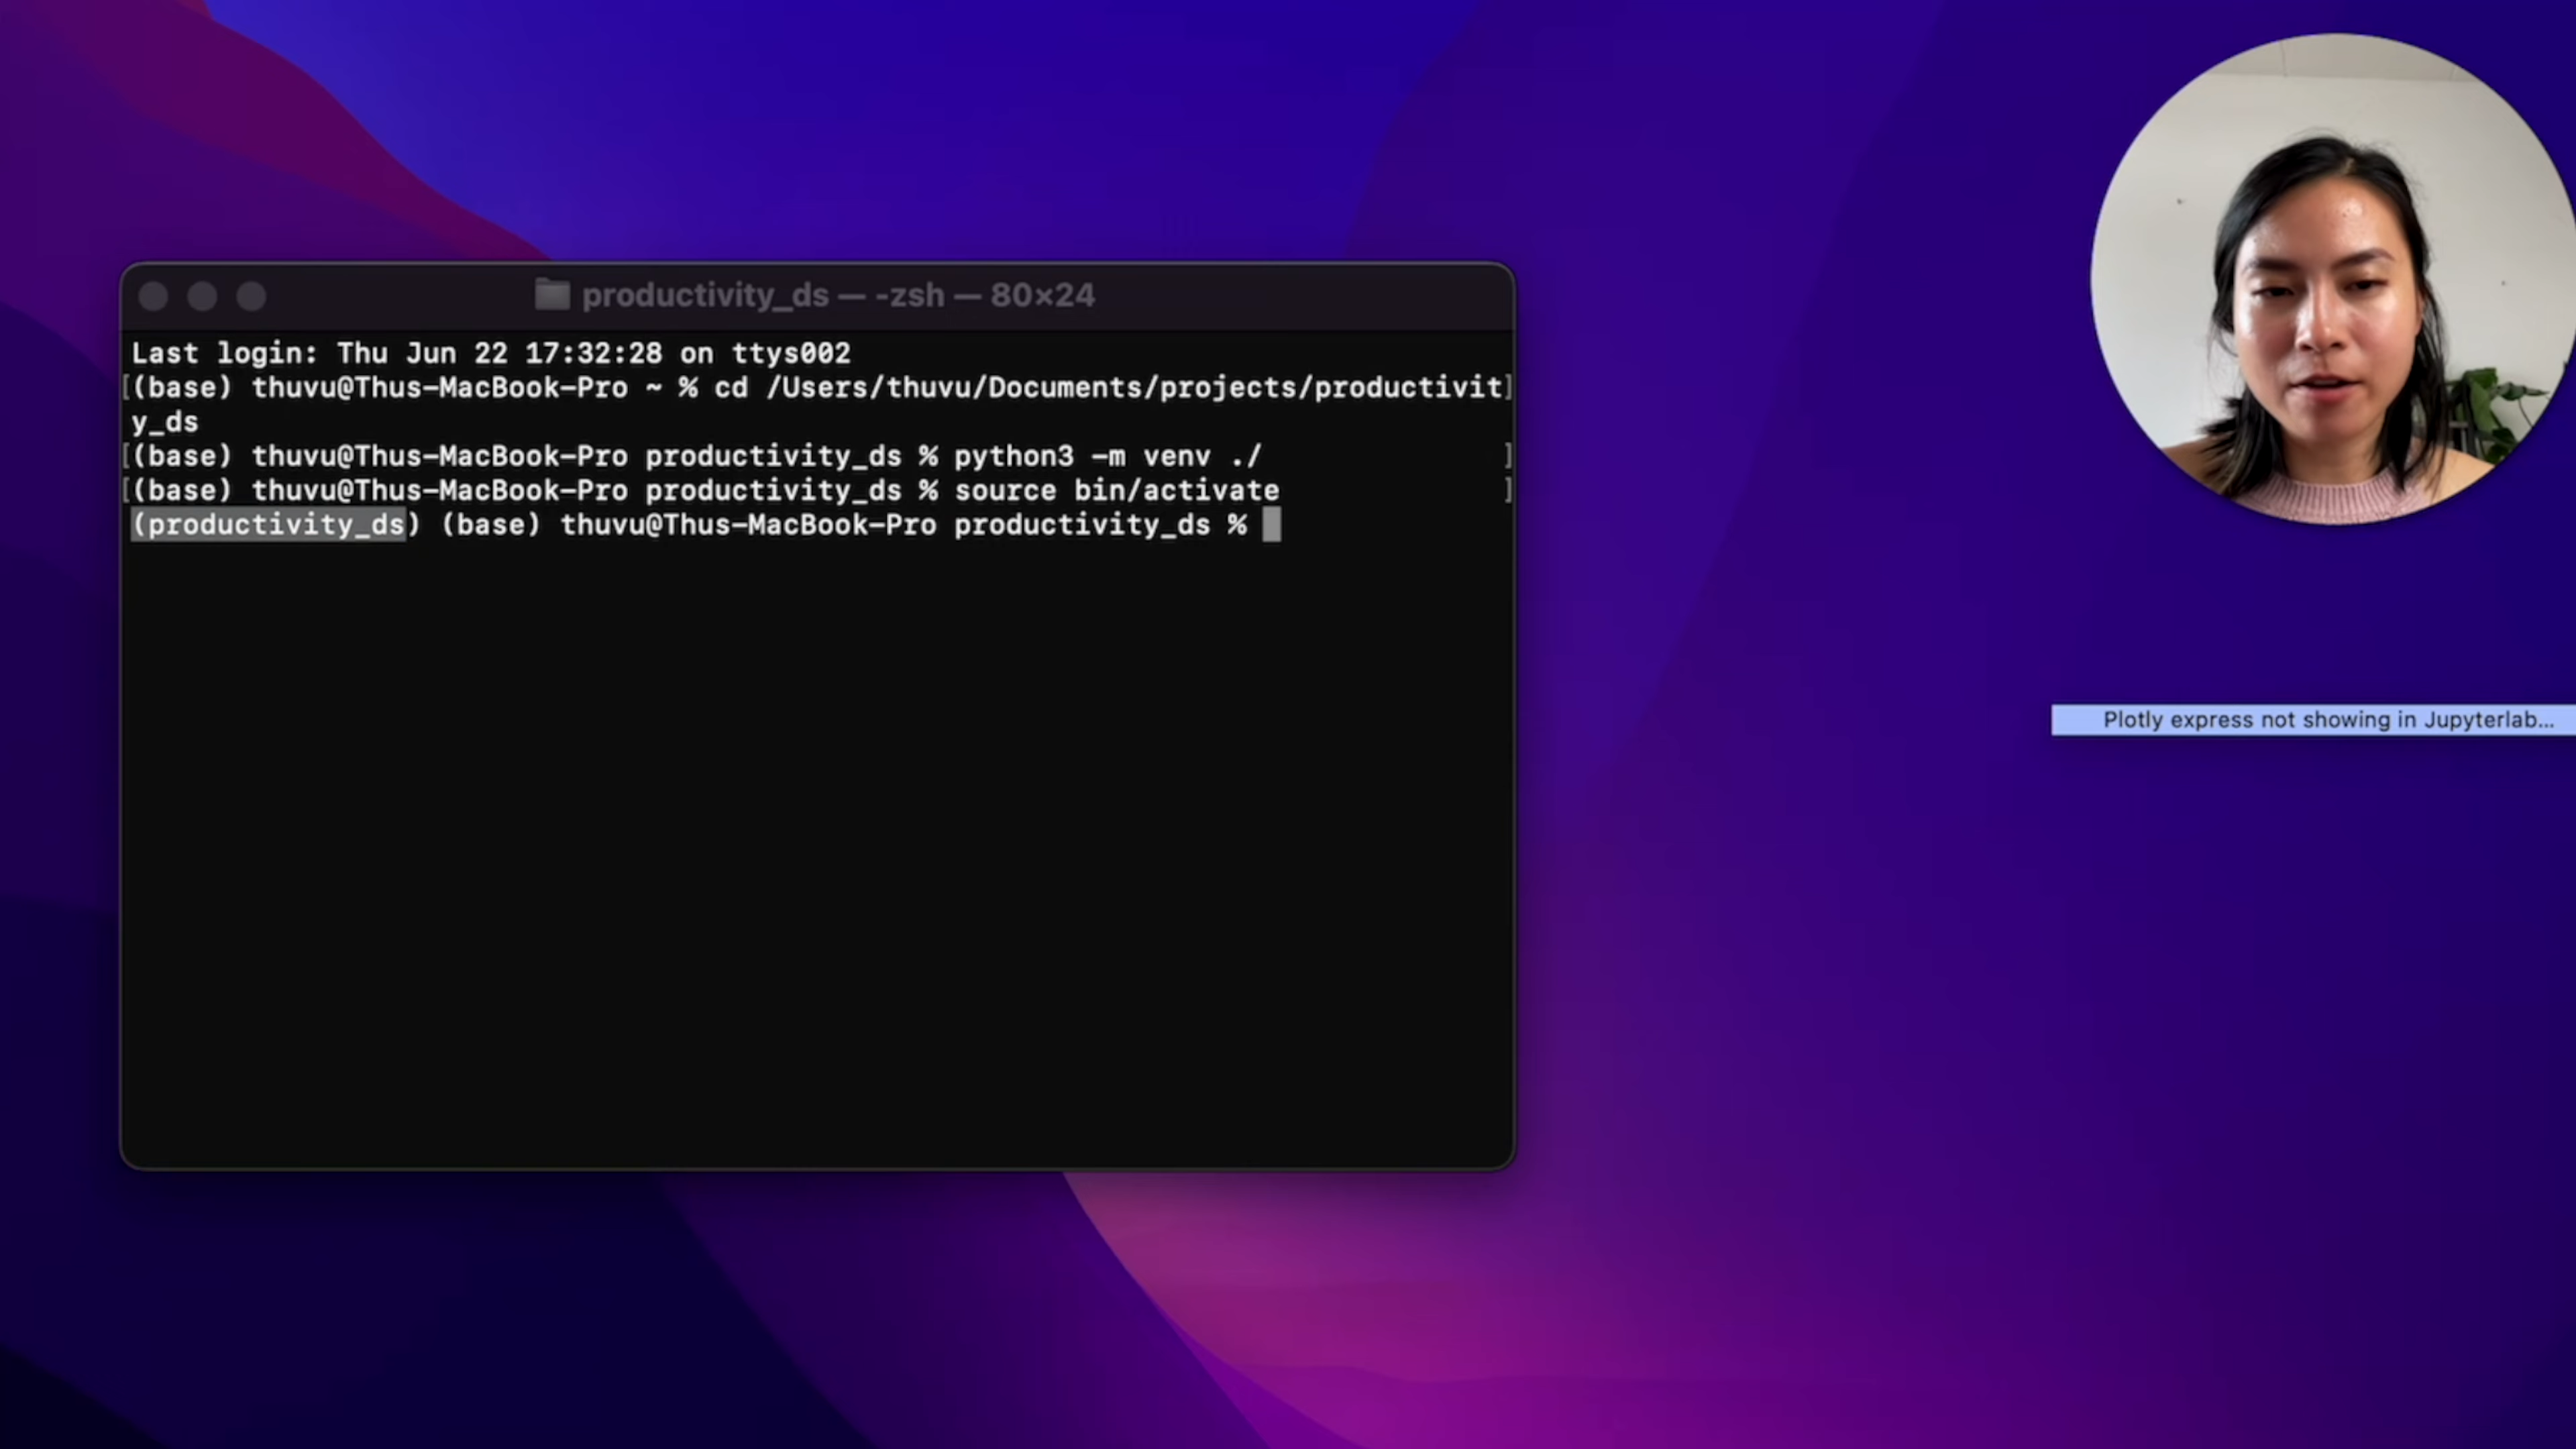 productivity_ds — -zsh — 80×24
Last login: Thu Jun 22 17:32:28 on ttys002
[(base) thuvu@Thus-MacBook-Pro ~ % cd /Users/thuvu/Documents/projects/productivit]
y_ds
[(base) thuvu@Thus-MacBook-Pro productivity_ds % python3 -m venv ./ ]
[(base) thuvu@Thus-MacBook-Pro productivity_ds % source bin/activate ]
(productivity_ds) (base) thuvu@Thus-MacBook-Pro productivity_ds %
Plotly express not showing in Jupyterlab...